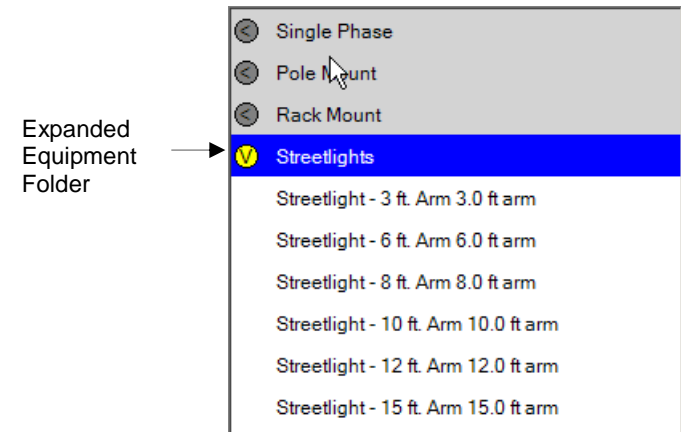 < Single Phase
< Pole Mount
< Rack Mount
Expanded
Equipment
Folder
V Streetlights
Streetlight - 3 ft. Arm 3.0 ft arm
Streetlight - 6 ft. Arm 6.0 ft arm
Streetlight - 8 ft. Arm 8.0 ft arm
Streetlight - 10 ft. Arm 10.0 ft arm
Streetlight - 12 ft. Arm 12.0 ft arm
Streetlight - 15 ft. Arm 15.0 ft arm